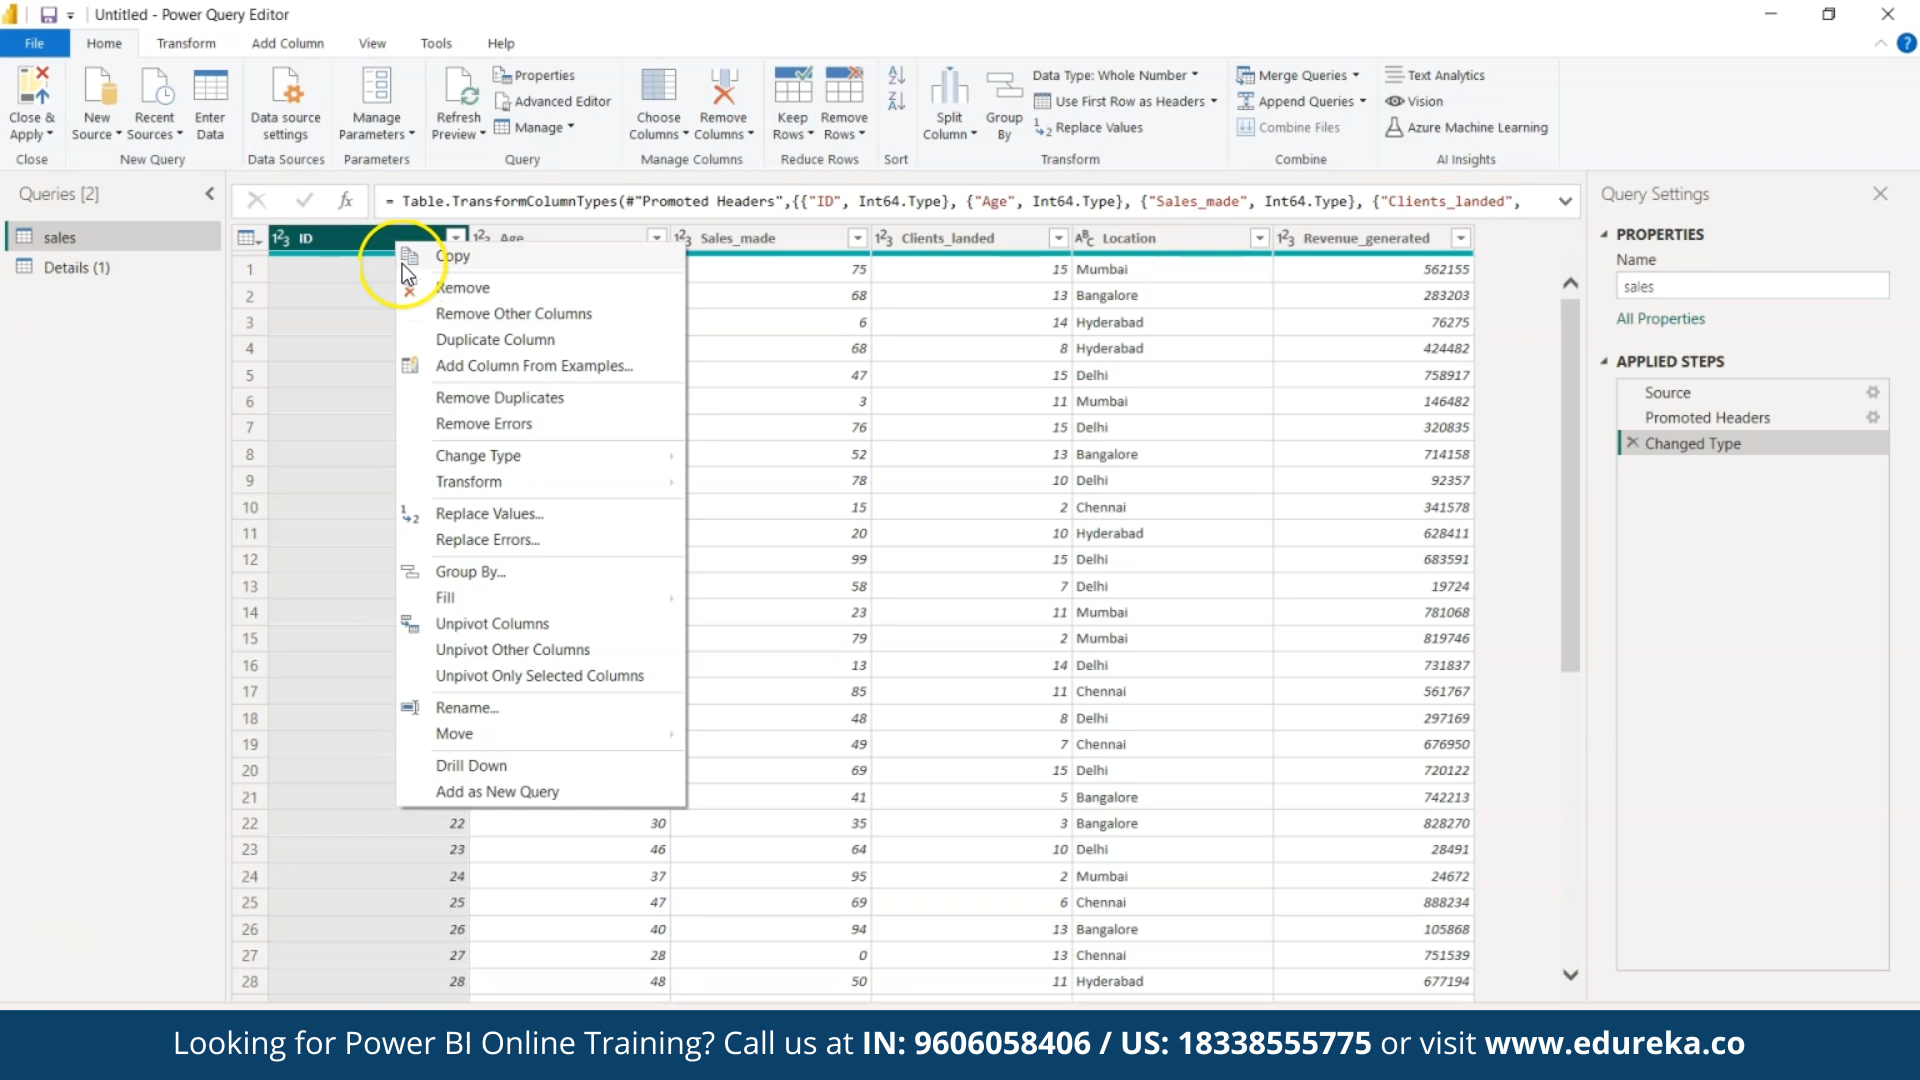 Untitled - Power Query Editor
File Home Transform Add Column View Tools Help
Close & Apply
New Source
Recent Sources
Enter Data
Data source settings
Manage Parameters
Refresh Preview
Properties
Advanced Editor
Manage
Choose Columns
Remove Columns
Keep Rows
Remove Rows
Split Column
Group By
Data Type: Whole Number
Use First Row as Headers
Replace Values
Merge Queries
Append Queries
Combine Files
Text Analytics
Vision
Azure Machine Learning
Close New Query Data Sources Parameters Query Manage Columns Reduce Rows Sort Transform Combine AI Insights
Queries [2]
sales
Details (1)
fx = Table.TransformColumnTypes(#"Promoted Headers",{{"ID", Int64.Type}, {"Age", Int64.Type}, {"Sales_made", Int64.Type}, {"Clients_landed",
ID Age Sales_made Clients_landed Location Revenue_generated
1 75 15 Mumbai 562155
2 68 13 Bangalore 283203
3 6 14 Hyderabad 76275
4 68 8 Hyderabad 424482
5 47 15 Delhi 758917
6 3 11 Mumbai 146482
7 76 15 Delhi 320835
8 52 13 Bangalore 714158
9 78 10 Delhi 92357
10 15 2 Chennai 341578
11 20 10 Hyderabad 628411
12 99 15 Delhi 683591
13 58 7 Delhi 19724
14 23 11 Mumbai 781068
15 79 2 Mumbai 819746
16 13 14 Delhi 731837
17 85 11 Chennai 561767
18 48 8 Delhi 297169
19 49 7 Chennai 676950
20 69 15 Delhi 720122
21 41 5 Bangalore 742213
22 22 30 35 3 Bangalore 828270
23 23 46 64 10 Delhi 28491
24 24 37 95 2 Mumbai 24672
25 25 47 69 6 Chennai 888234
26 26 40 94 13 Bangalore 105868
27 27 28 0 13 Chennai 751539
28 28 48 50 11 Hyderabad 677194
Copy
Remove
Remove Other Columns
Duplicate Column
Add Column From Examples...
Remove Duplicates
Remove Errors
Change Type
Transform
Replace Values...
Replace Errors...
Group By...
Fill
Unpivot Columns
Unpivot Other Columns
Unpivot Only Selected Columns
Rename...
Move
Drill Down
Add as New Query
Query Settings
PROPERTIES
Name
sales
All Properties
APPLIED STEPS
Source
Promoted Headers
Changed Type
Looking for Power BI Online Training? Call us at IN: 9606058406 / US: 18338555775 or visit www.edureka.co